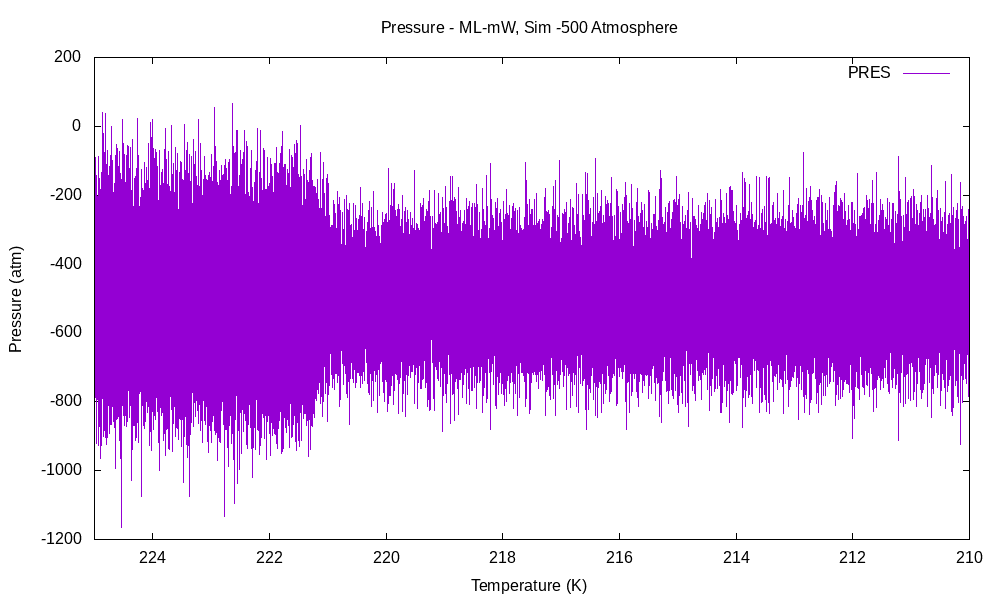 Pressure - ML-mW, Sim -500 Atmosphere
PRES
200
0
-200
-400
-600
-800
-1000
-1200
Pressure (atm)
224 222 220 218 216 214 212 210
Temperature (K)